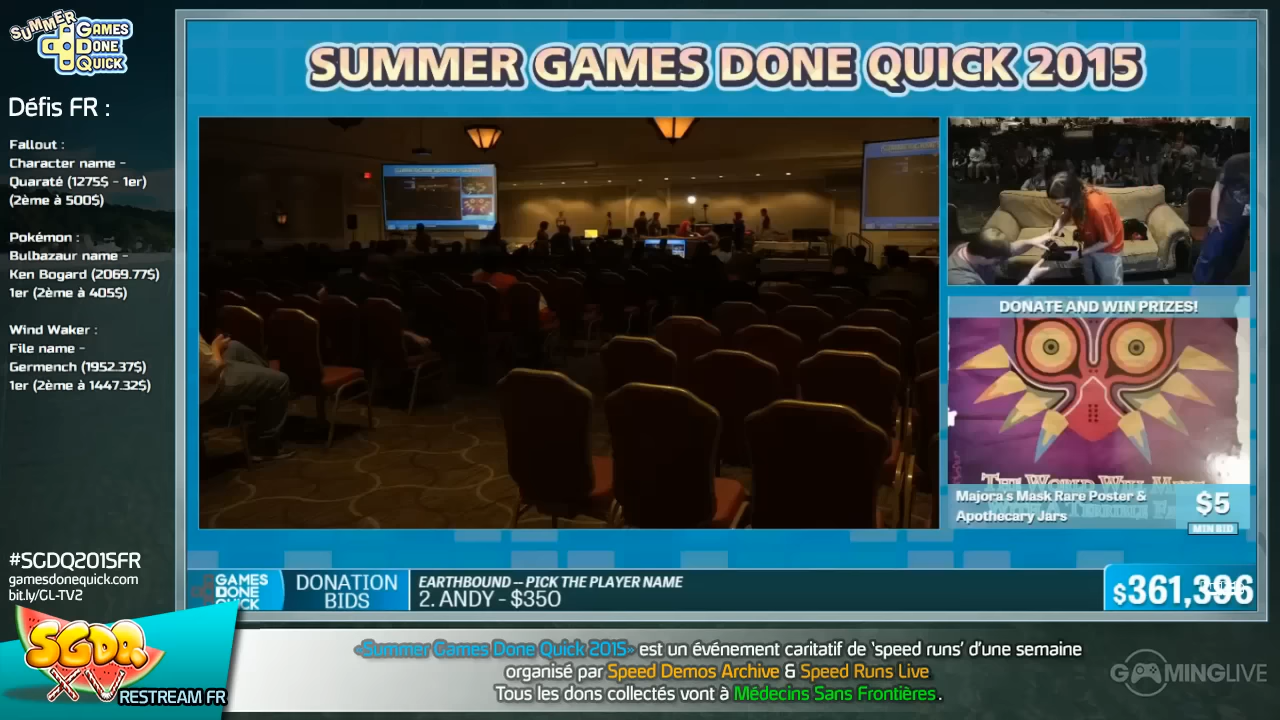 SUMMER
GAMES
DONE
QUICK
Défis FR :
Fallout :
Character name -
Quaraté (1275$ - 1er)
(2ème à 500$)
Pokémon :
Bulbazaur name -
Ken Bogard (2069.77$)
1er (2ème à 405$)
Wind Waker :
File name -
Germench (1952.37$)
1er (2ème à 1447.32$)
#SGDQ2015FR
gamesdonequick.com
bit.ly/GL-TV2
SGDQ
XV
RESTREAM FR
SUMMER GAMES DONE QUICK 2015
DONATE AND WIN PRIZES!
Majora's Mask Rare Poster &
Apothecary Jars
$5
MIN BID
GAMES
DONE
QUICK
DONATION
BIDS
EARTHBOUND – PICK THE PLAYER NAME
2. ANDY - $350
$361,396
«Summer Games Done Quick 2015» est un événement caritatif de ‘speed runs’ d’une semaine
organisé par Speed Demos Archive & Speed Runs Live
Tous les dons collectés vont à Médecins Sans Frontières.
GAMINGLIVE